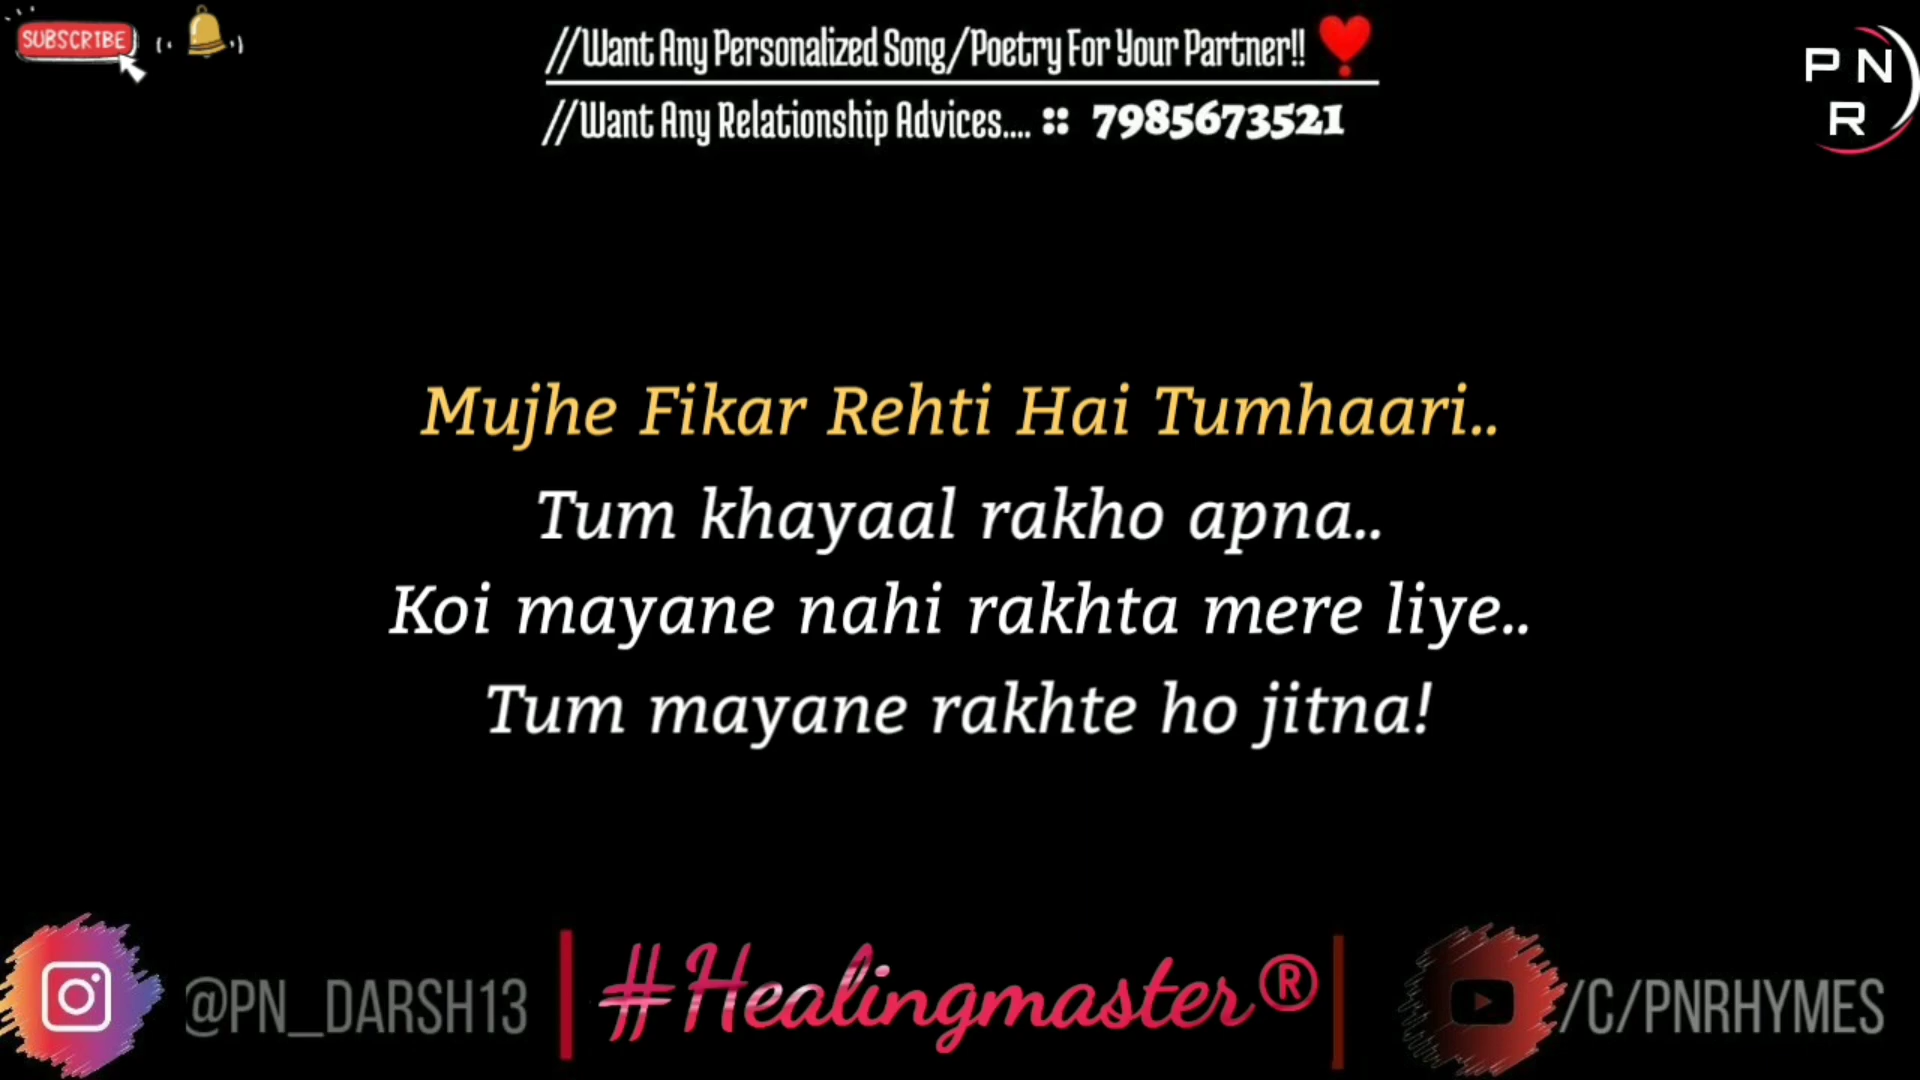 SUBSCRIBE
//Want Any Personalized Song/Poetry For Your Partner!!
//Want Any Relationship Advices.... :: 7985673521
P N
R
Mujhe Fikar Rehti Hai Tumhaari..
Tum khayaal rakho apna..
Koi mayane nahi rakhta mere liye..
Tum mayane rakhte ho jitna!
@PN_DARSH13
#Healingmaster®
/C/PNRHYMES